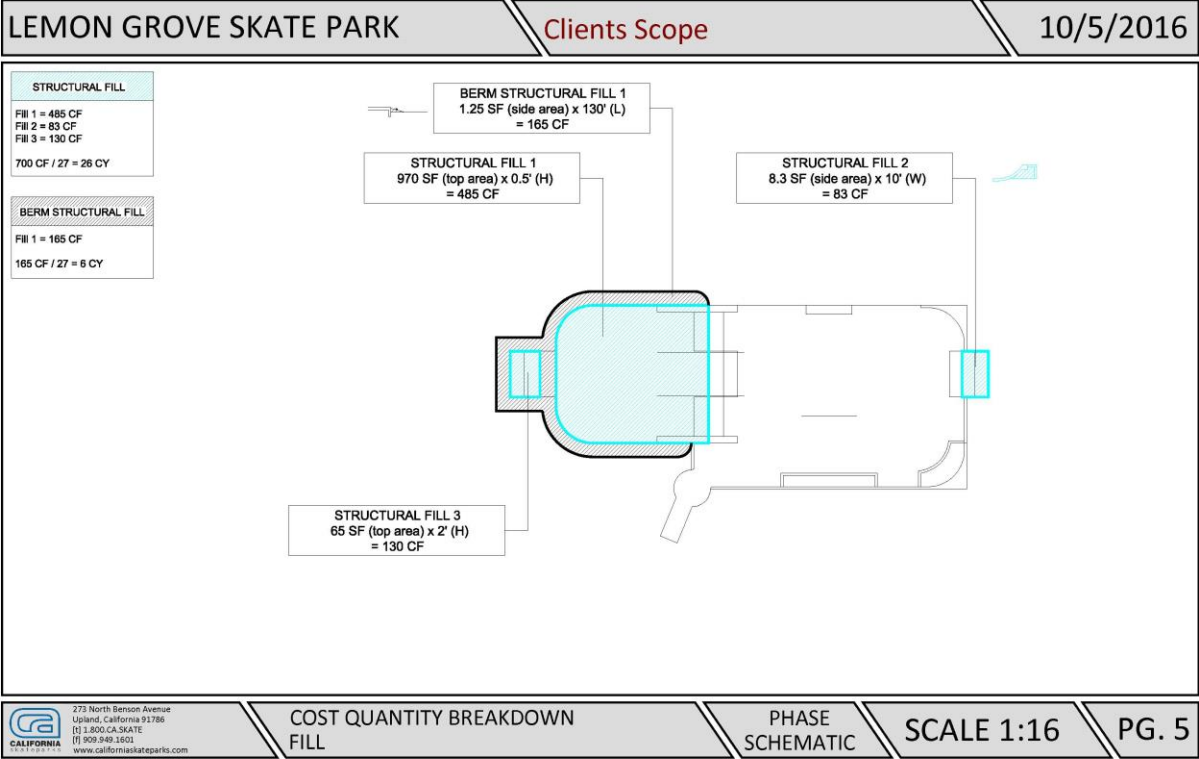 LEMON GROVE SKATE PARK
Clients Scope
10/5/2016
STRUCTURAL FILL
Fill 1 = 485 CF
Fill 2 = 83 CF
Fill 3 = 130 CF
700 CF / 27 = 26 CY
BERM STRUCTURAL FILL
Fill 1 = 165 CF
165 CF / 27 = 6 CY
BERM STRUCTURAL FILL 1
1.25 SF (side area) x 130' (L)
= 165 CF
STRUCTURAL FILL 1
970 SF (top area) x 0.5' (H)
= 485 CF
STRUCTURAL FILL 2
8.3 SF (side area) x 10' (W)
= 83 CF
STRUCTURAL FILL 3
65 SF (top area) x 2' (H)
= 130 CF
ca
CALIFORNIA
skateparks
273 North Benson Avenue
Upland, California 91786
[t] 1.800.CA.SKATE
[f] 909.949.1601
www.californiaskateparks.com
COST QUANTITY BREAKDOWN
FILL
PHASE
SCHEMATIC
SCALE 1:16
PG. 5